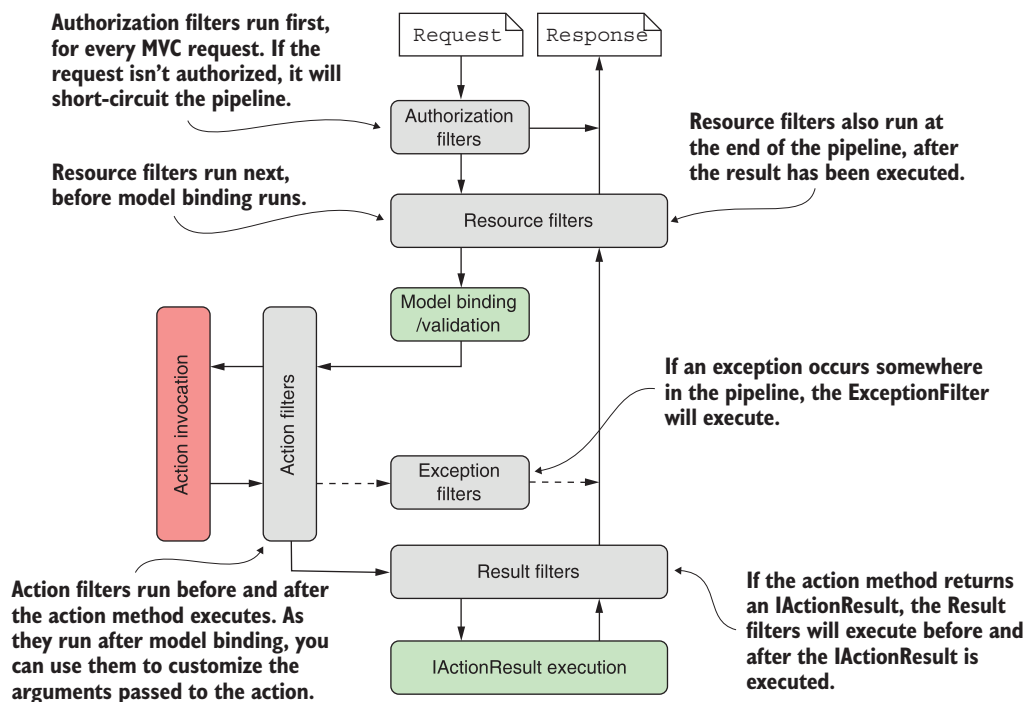 Authorization filters run first,
for every MVC request. If the
request isn't authorized, it will
short-circuit the pipeline.
Request
Response
Authorization
filters
Resource filters also run at
the end of the pipeline, after
the result has been executed.
Resource filters run next,
before model binding runs.
Resource filters
Model binding
/validation
Action invocation
Action filters
If an exception occurs somewhere
in the pipeline, the ExceptionFilter
will execute.
Exception
filters
Result filters
Action filters run before and after
the action method executes. As
they run after model binding, you
can use them to customize the
arguments passed to the action.
If the action method returns
an IActionResult, the Result
filters will execute before and
after the IActionResult is
executed.
IActionResult execution